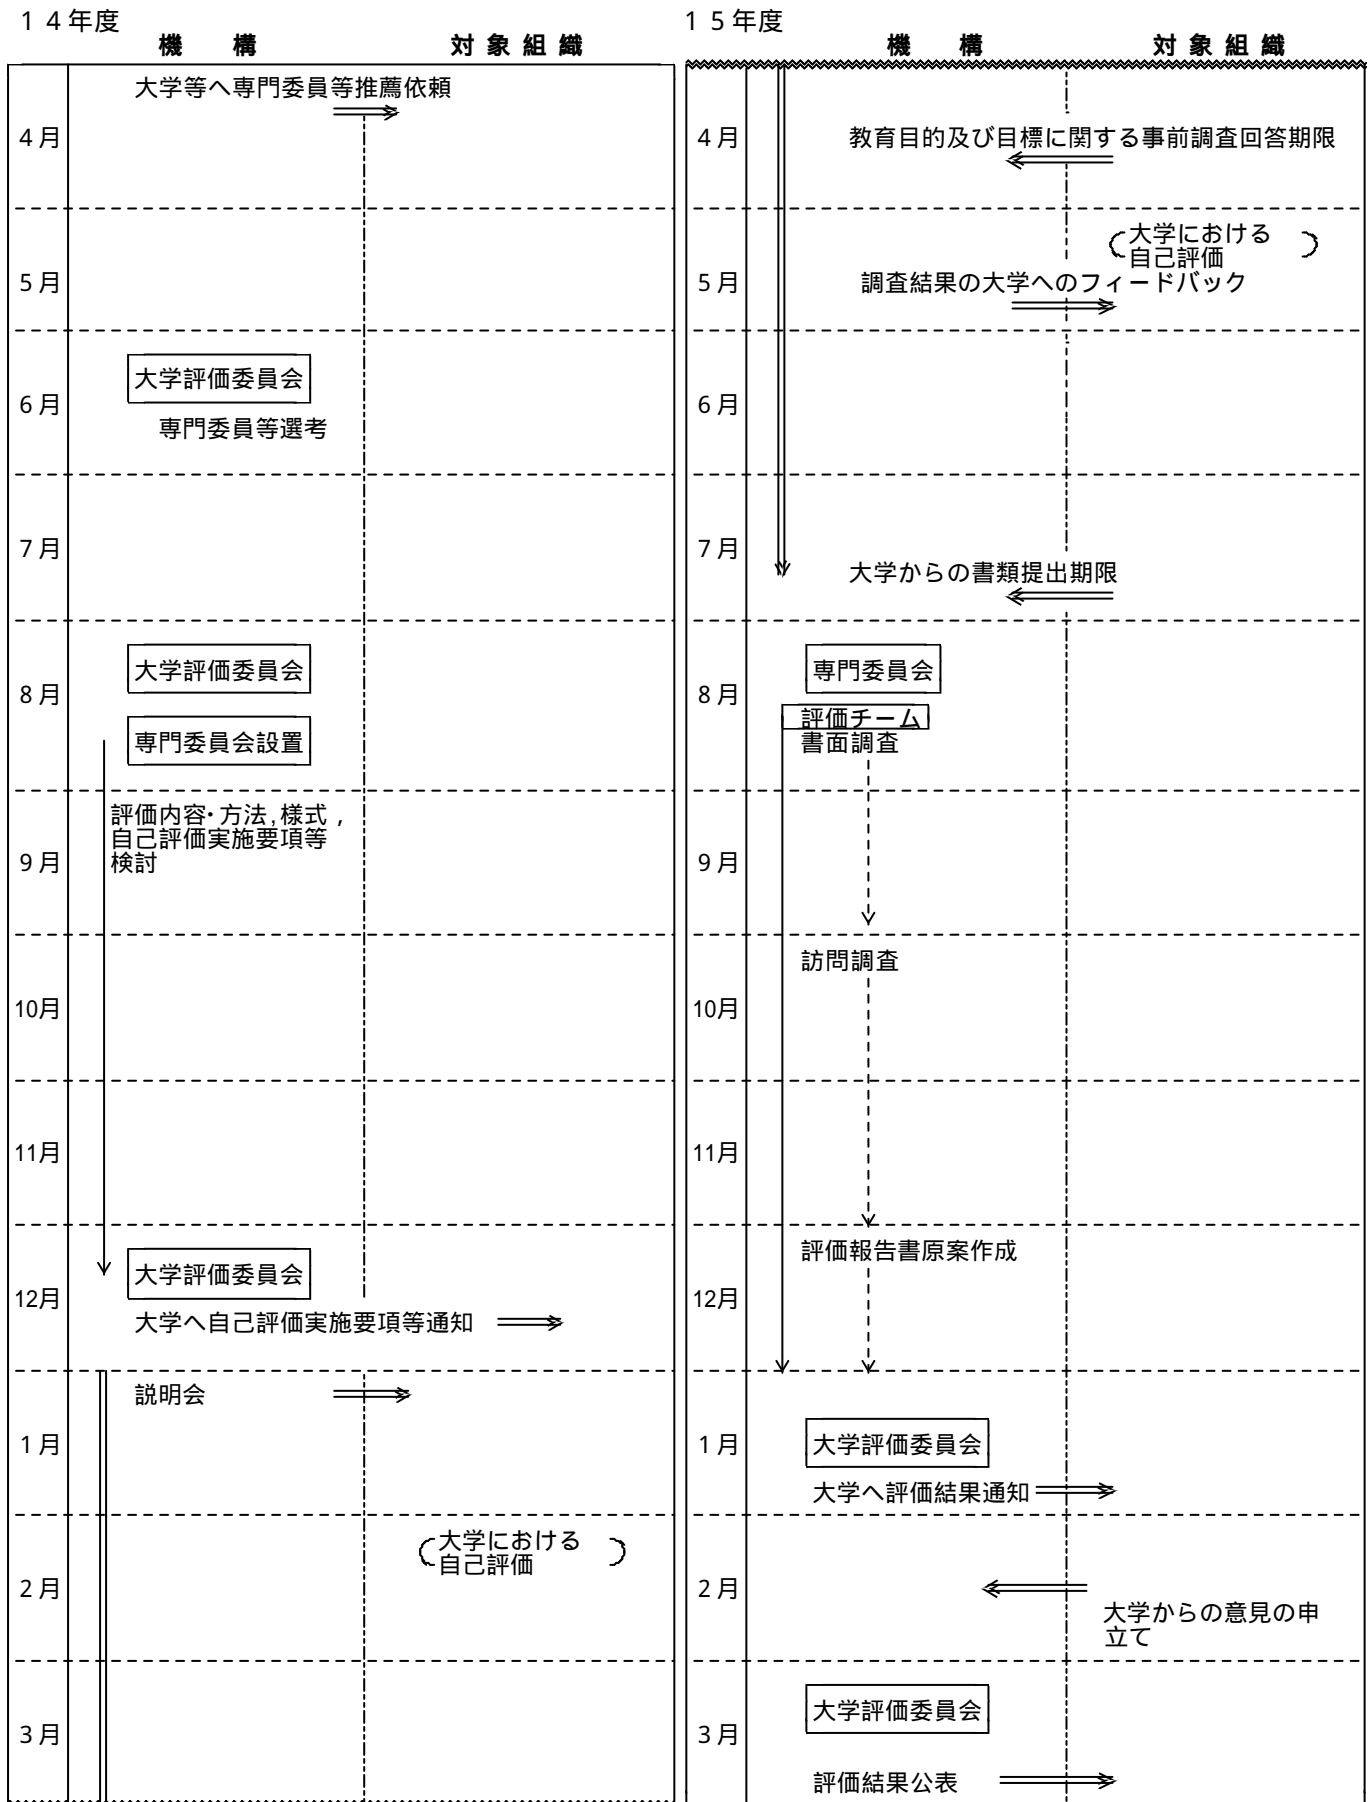 １４年度
機　構　対象組織
大学等へ専門委員等推薦依頼
4月
5月
大学評価委員会
6月
専門委員等選考
7月
大学評価委員会
8月
専門委員会設置
評価内容・方法,様式，
自己評価実施要項等
検討
9月
10月
11月
大学評価委員会
12月
大学へ自己評価実施要項等通知
説明会
1月
大学における
自己評価
2月
3月
１５年度
機　構　対象組織
4月
教育目的及び目標に関する事前調査回答期限
大学における
自己評価
5月
調査結果の大学へのフィードバック
6月
7月
大学からの書類提出期限
専門委員会
8月
評価チーム
書面調査
9月
訪問調査
10月
11月
評価報告書原案作成
12月
1月
大学評価委員会
大学へ評価結果通知
2月
大学からの意見の申
立て
大学評価委員会
3月
評価結果公表